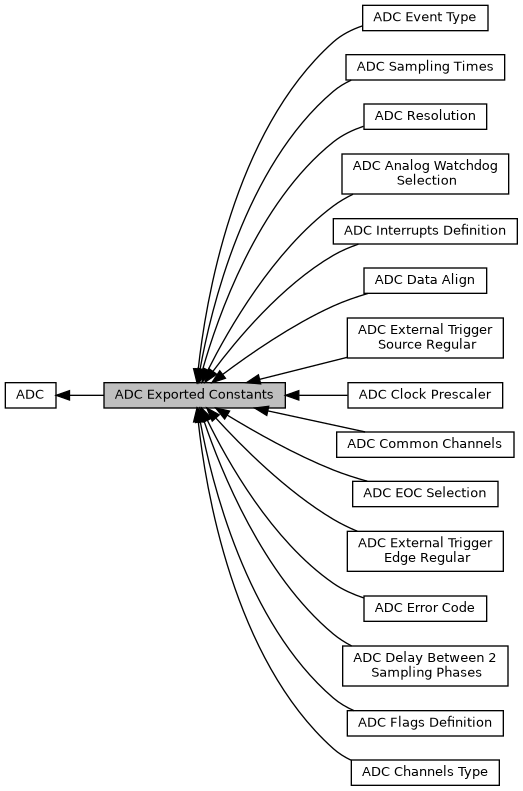 ADC Event Type
ADC Sampling Times
ADC Resolution
ADC Analog Watchdog
Selection
ADC Interrupts Definition
ADC Data Align
ADC External Trigger
Source Regular
ADC
ADC Exported Constants
ADC Clock Prescaler
ADC Common Channels
ADC EOC Selection
ADC External Trigger
Edge Regular
ADC Error Code
ADC Delay Between 2
Sampling Phases
ADC Flags Definition
ADC Channels Type